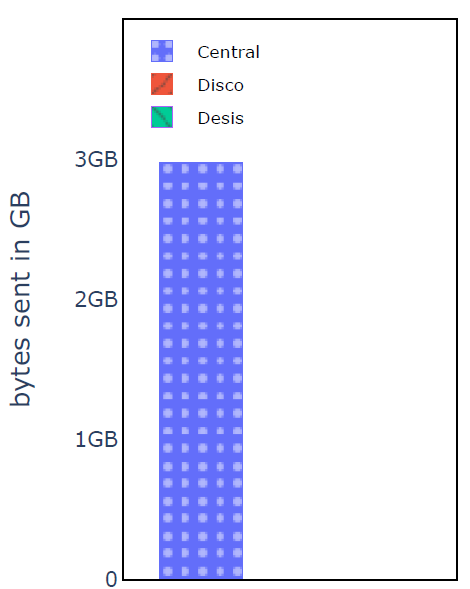 Central
Disco
Desis
3GB
2GB
1GB
0
bytes sent in GB